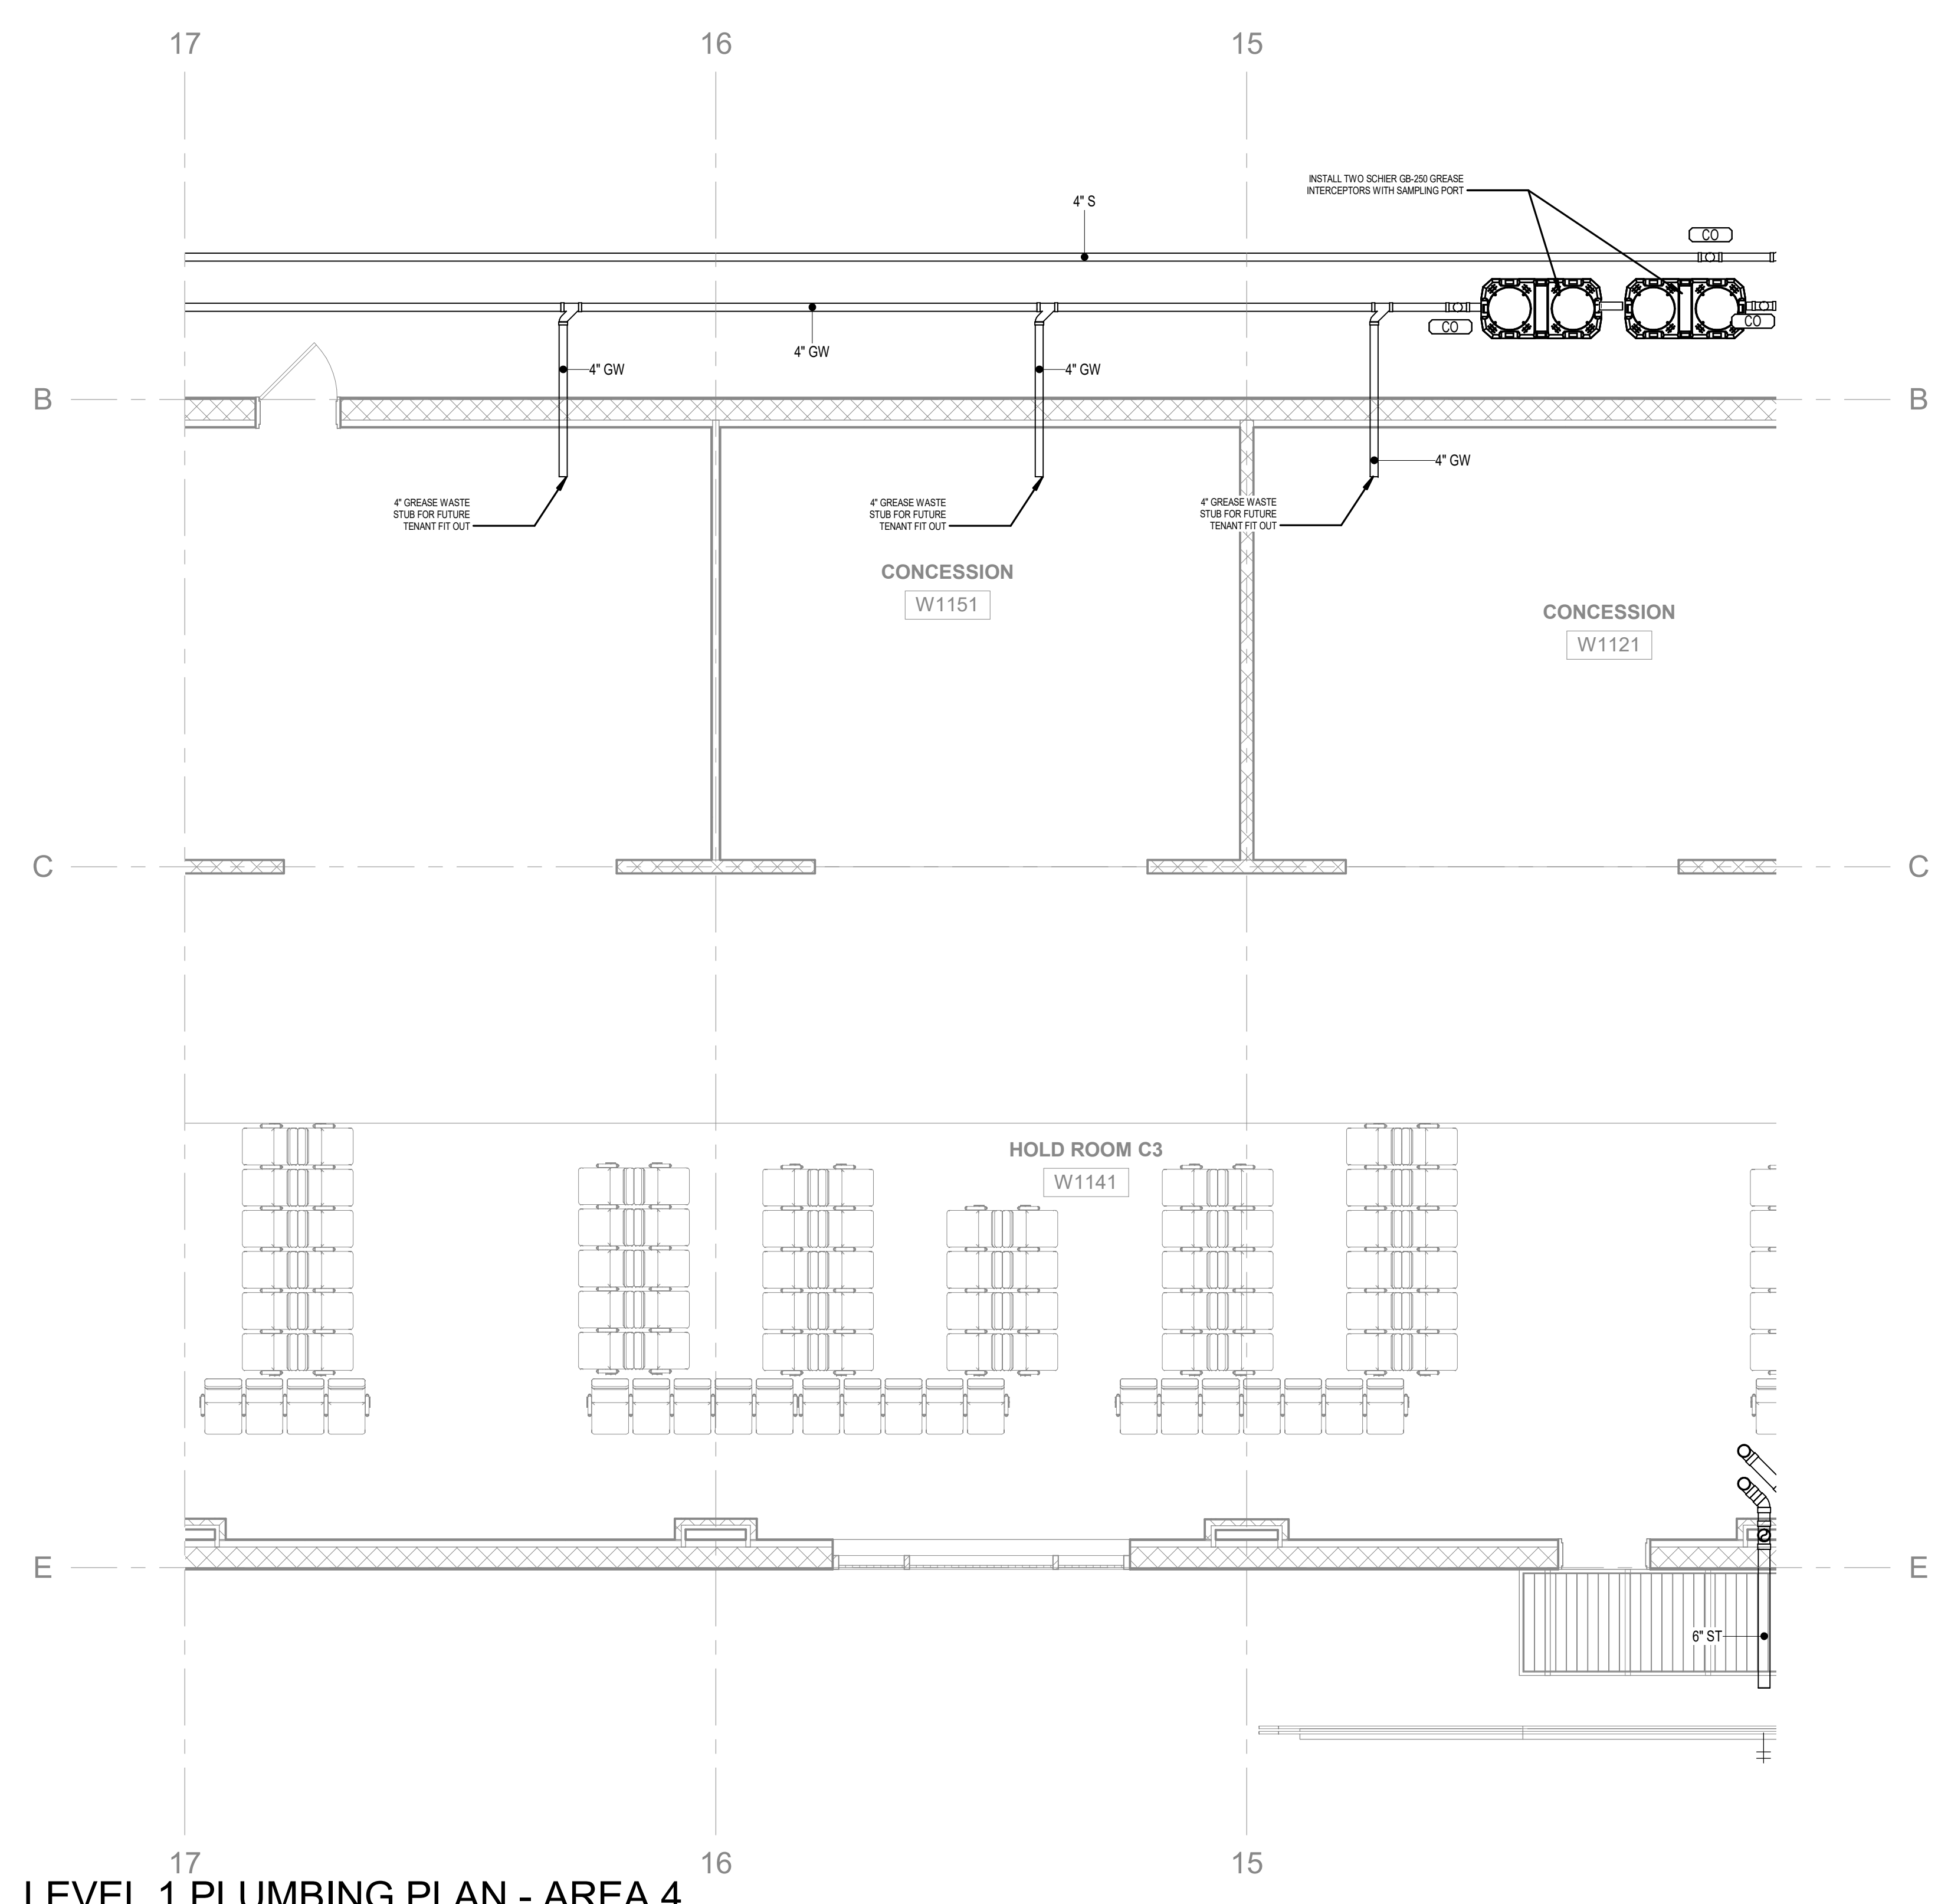 17
16
15
INSTALL TWO SCHIER GB-250 GREASE
INTERCEPTORS WITH SAMPLING PORT
4" S
CO
CO
CO
4" GW
4" GW
4" GW
B
B
4" GW
4" GREASE WASTE
STUB FOR FUTURE
TENANT FIT OUT
4" GREASE WASTE
STUB FOR FUTURE
TENANT FIT OUT
4" GREASE WASTE
STUB FOR FUTURE
TENANT FIT OUT
CONCESSION
W1151
CONCESSION
W1121
C
C
HOLD ROOM C3
W1141
E
E
6" ST
17
16
15
LEVEL 1 PLUMBING PLAN - AREA 4